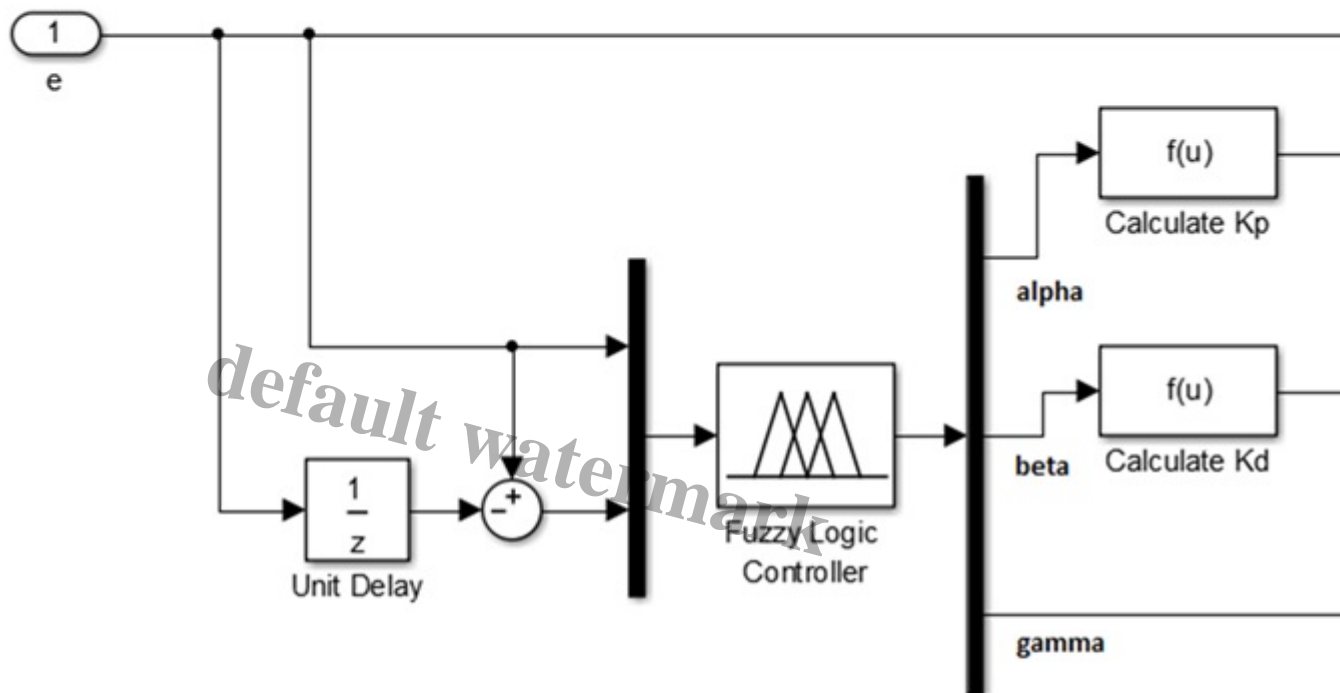 1
e
f(u)
Calculate Kp
alpha
f(u)
Calculate Kd
beta
default watermark
- +
1
z
Unit Delay
Fuzzy Logic
Controller
gamma